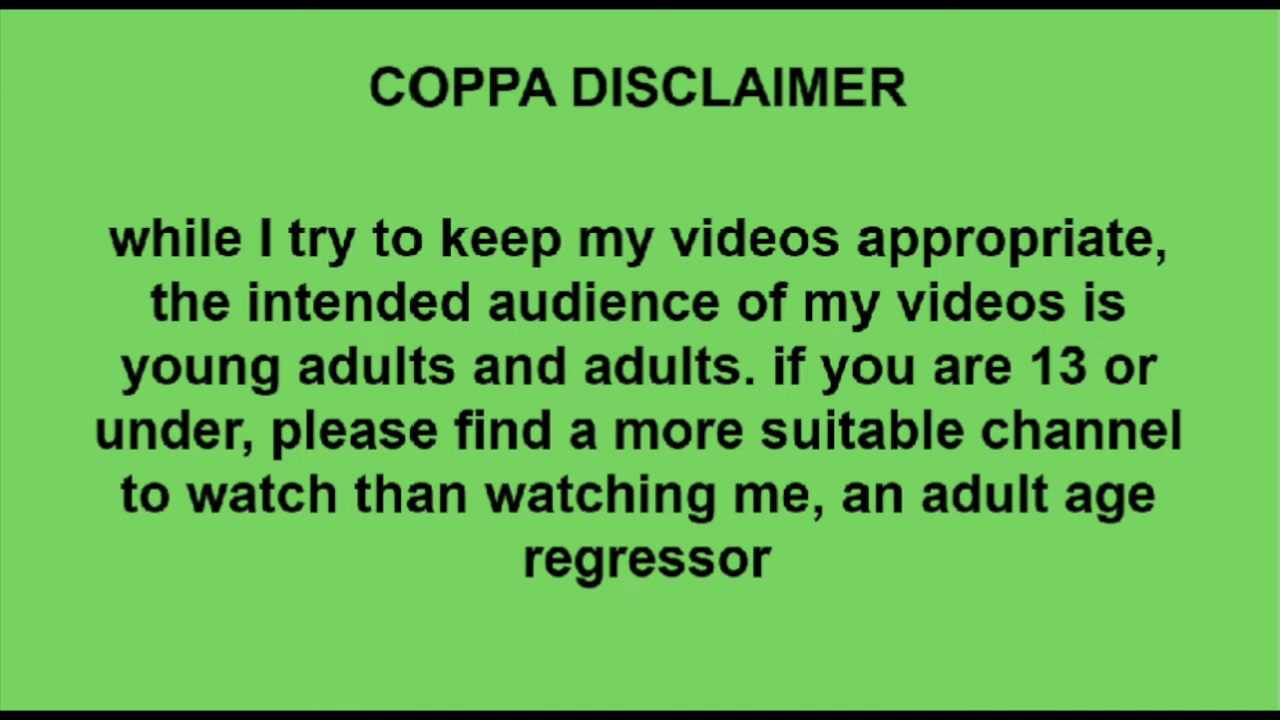 COPPA DISCLAIMER
while I try to keep my videos appropriate,
the intended audience of my videos is
young adults and adults. if you are 13 or
under, please find a more suitable channel
to watch than watching me, an adult age
regressor